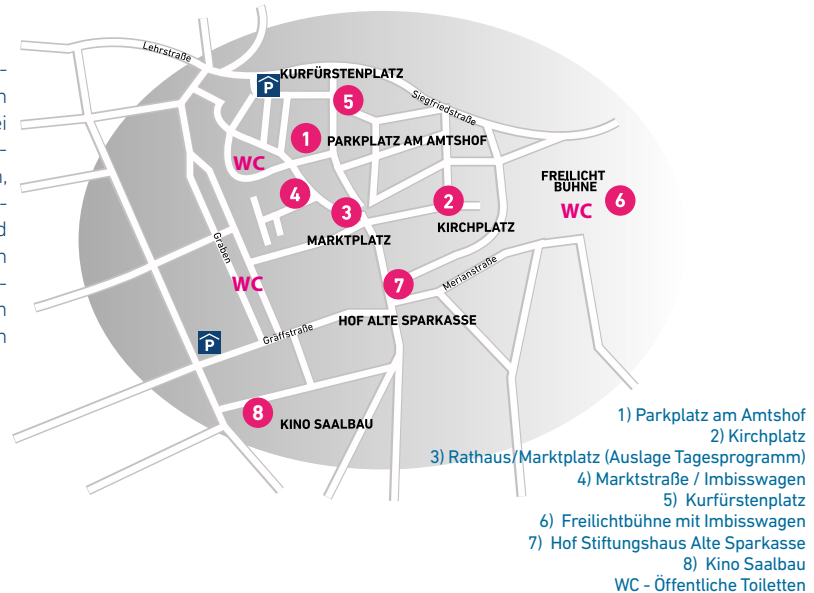 Lehrstraße
P
KURFÜRSTENPLATZ
5
Siegfriedstraße
1
PARKPLATZ AM AMTSHOF
WC
4
3
2
FREILICHT
BÜHNE
WC
6
MARKTPLATZ
KIRCHPLATZ
Graben
WC
7
Merianstraße
HOF ALTE SPARKASSE
Gräffstraße
P
8
KINO SAALBAU
1) Parkplatz am Amtshof
2) Kirchplatz
3) Rathaus/Marktplatz (Auslage Tagesprogramm)
4) Marktstraße / Imbisswagen
5) Kurfürstenplatz
6) Freilichtbühne mit Imbisswagen
7) Hof Stiftungshaus Alte Sparkasse
8) Kino Saalbau
WC - Öffentliche Toiletten